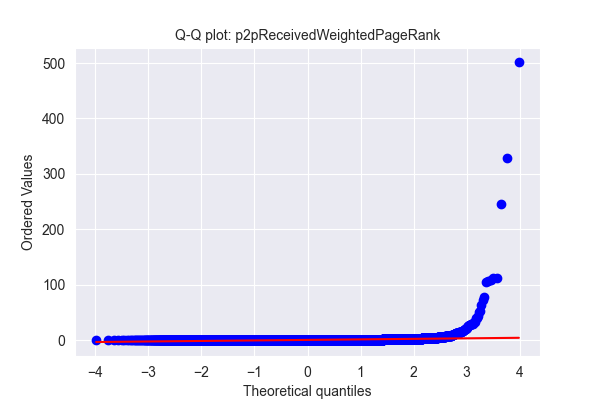 Q-Q plot: p2pReceivedWeightedPageRank
500
400
300
200
100
0
Ordered Values
−4 −3 −2 −1 0 1 2 3 4
Theoretical quantiles